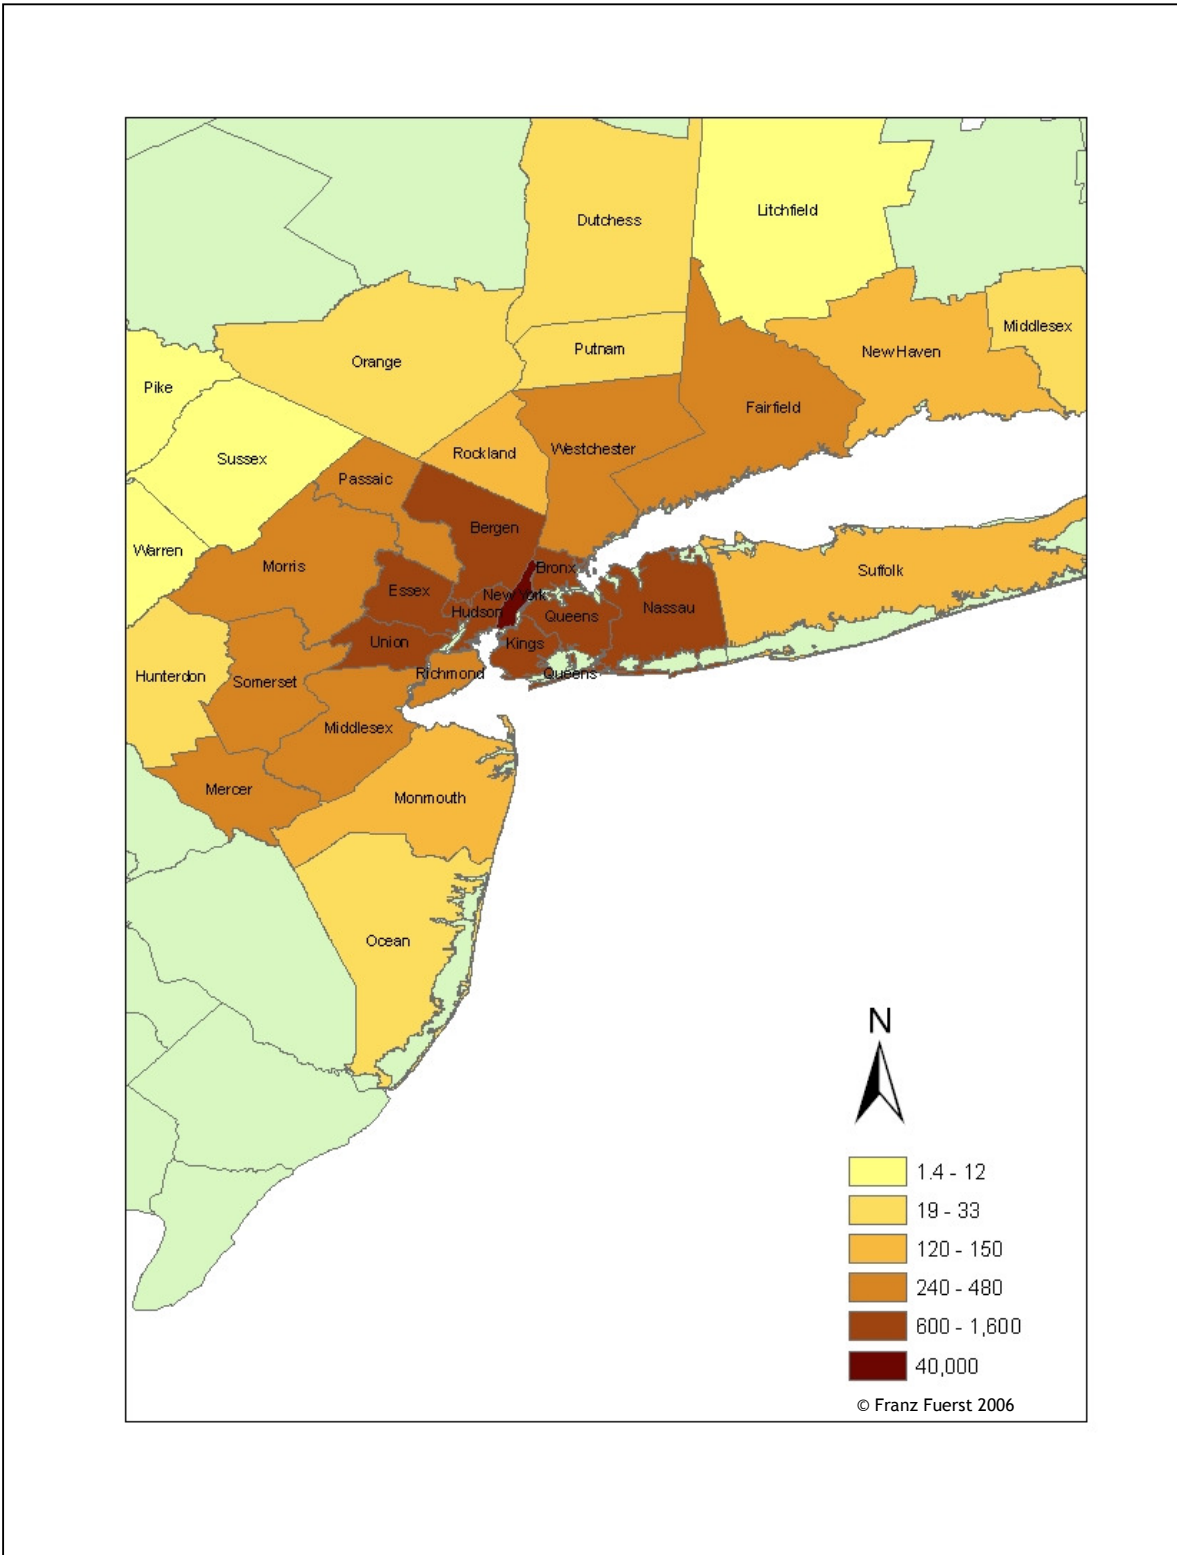 Litchfield
Dutchess
Middlesex
Putnam
New Haven
Orange
Pike
Fairfield
Westchester
Rockland
Sussex
Passaic
Bergen
Warren
Morris
Bronx
Suffolk
Essex
New York
Nassau
Hudson
Queens
Union
Kings
Hunterdon
Richmond
Queens
Somerset
Middlesex
Mercer
Monmouth
Ocean
N
1.4 - 12
19 - 33
120 - 150
240 - 480
600 - 1,600
40,000
© Franz Fuerst 2006